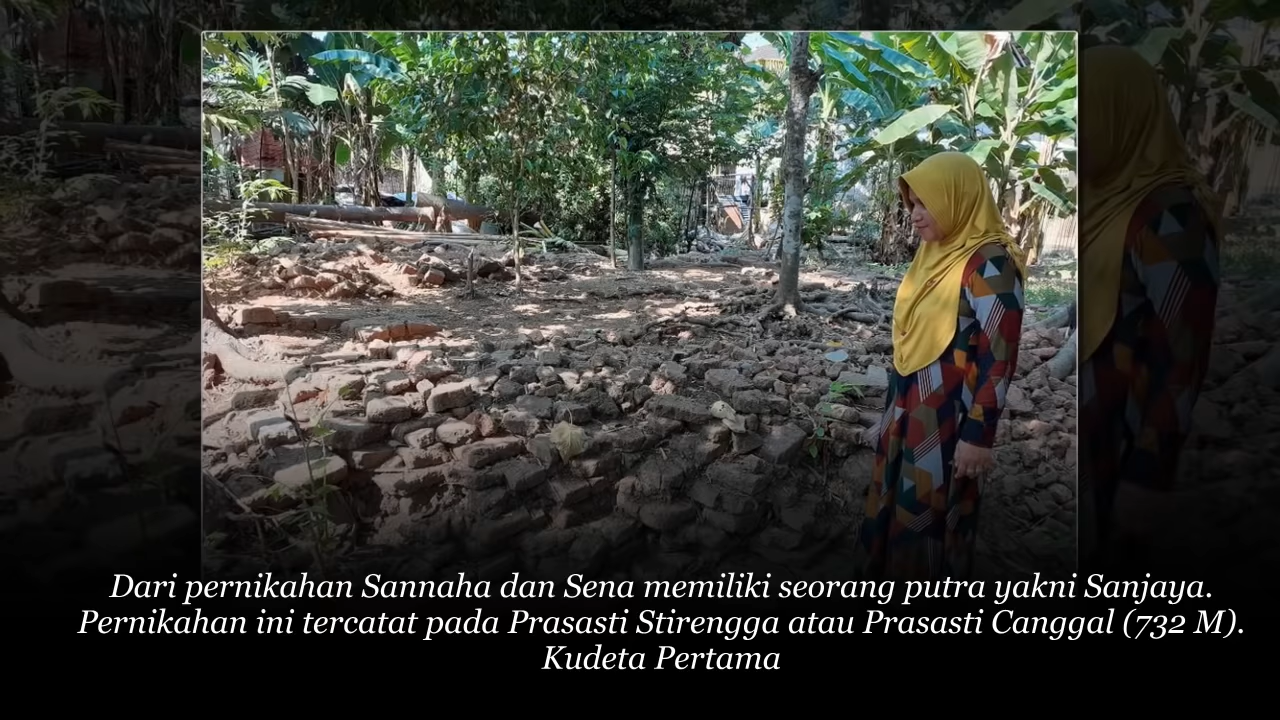 Dari pernikahan Sannaha dan Sena memiliki seorang putra yakni Sanjaya.
Pernikahan ini tercatat pada Prasasti Stirengga atau Prasasti Canggal (732 M).
Kudeta Pertama